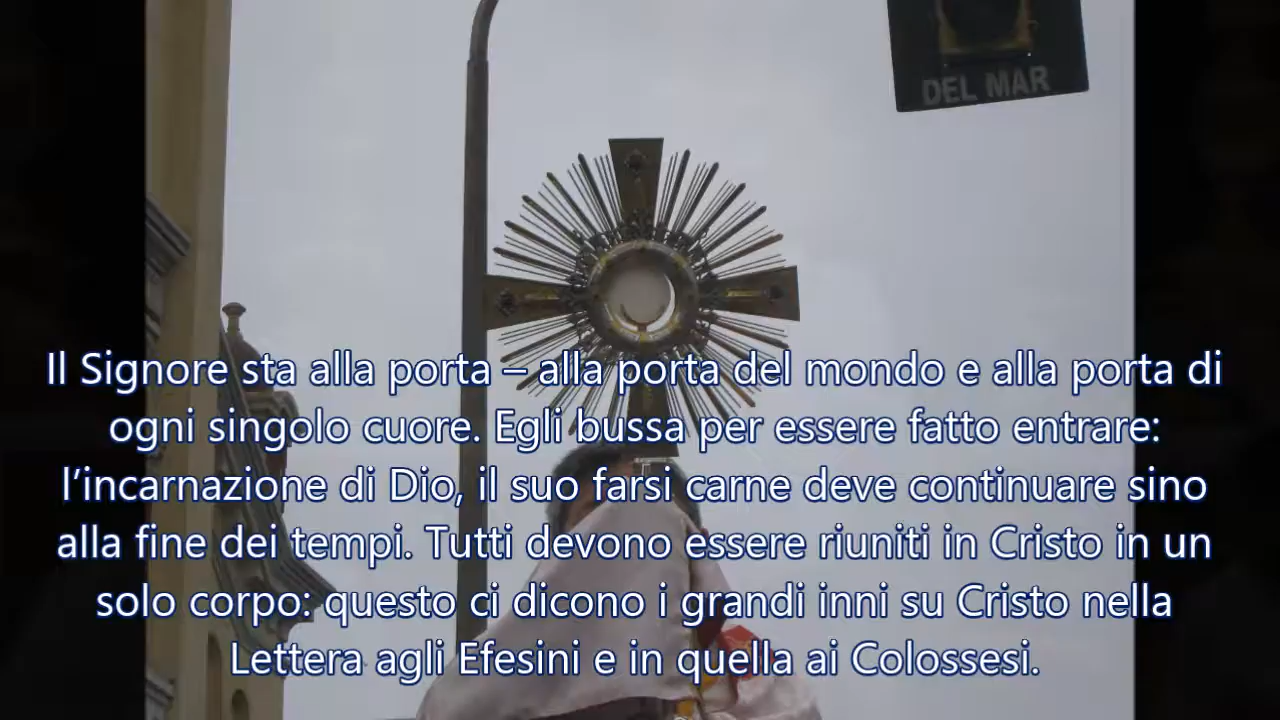 DEL MAR
Il Signore sta alla porta – alla porta del mondo e alla porta di
ogni singolo cuore. Egli bussa per essere fatto entrare:
l’incarnazione di Dio, il suo farsi carne deve continuare sino
alla fine dei tempi. Tutti devono essere riuniti in Cristo in un
solo corpo: questo ci dicono i grandi inni su Cristo nella
Lettera agli Efesini e in quella ai Colossesi.